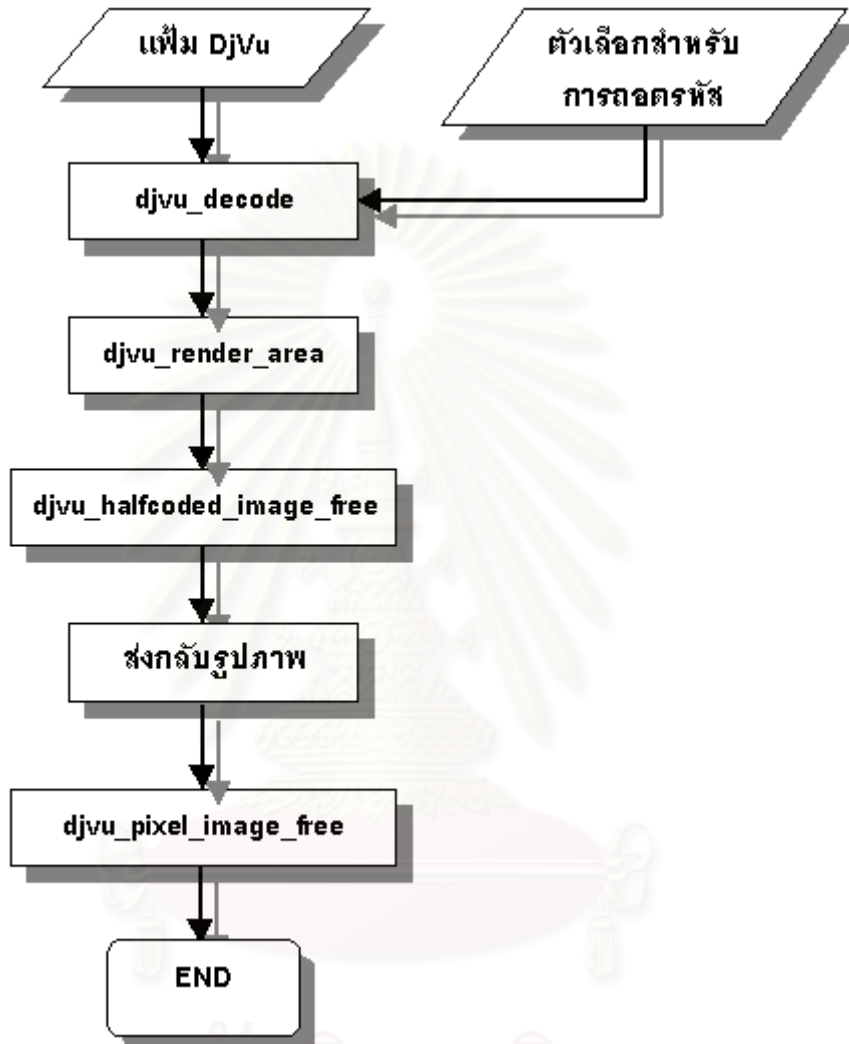 แฟ้ม DjVu
ตัวเลือกสำหรับ
การถอดรหัส
djvu_decode
djvu_render_area
djvu_halfcoded_image_free
ส่งกลับรูปภาพ
djvu_pixel_image_free
END